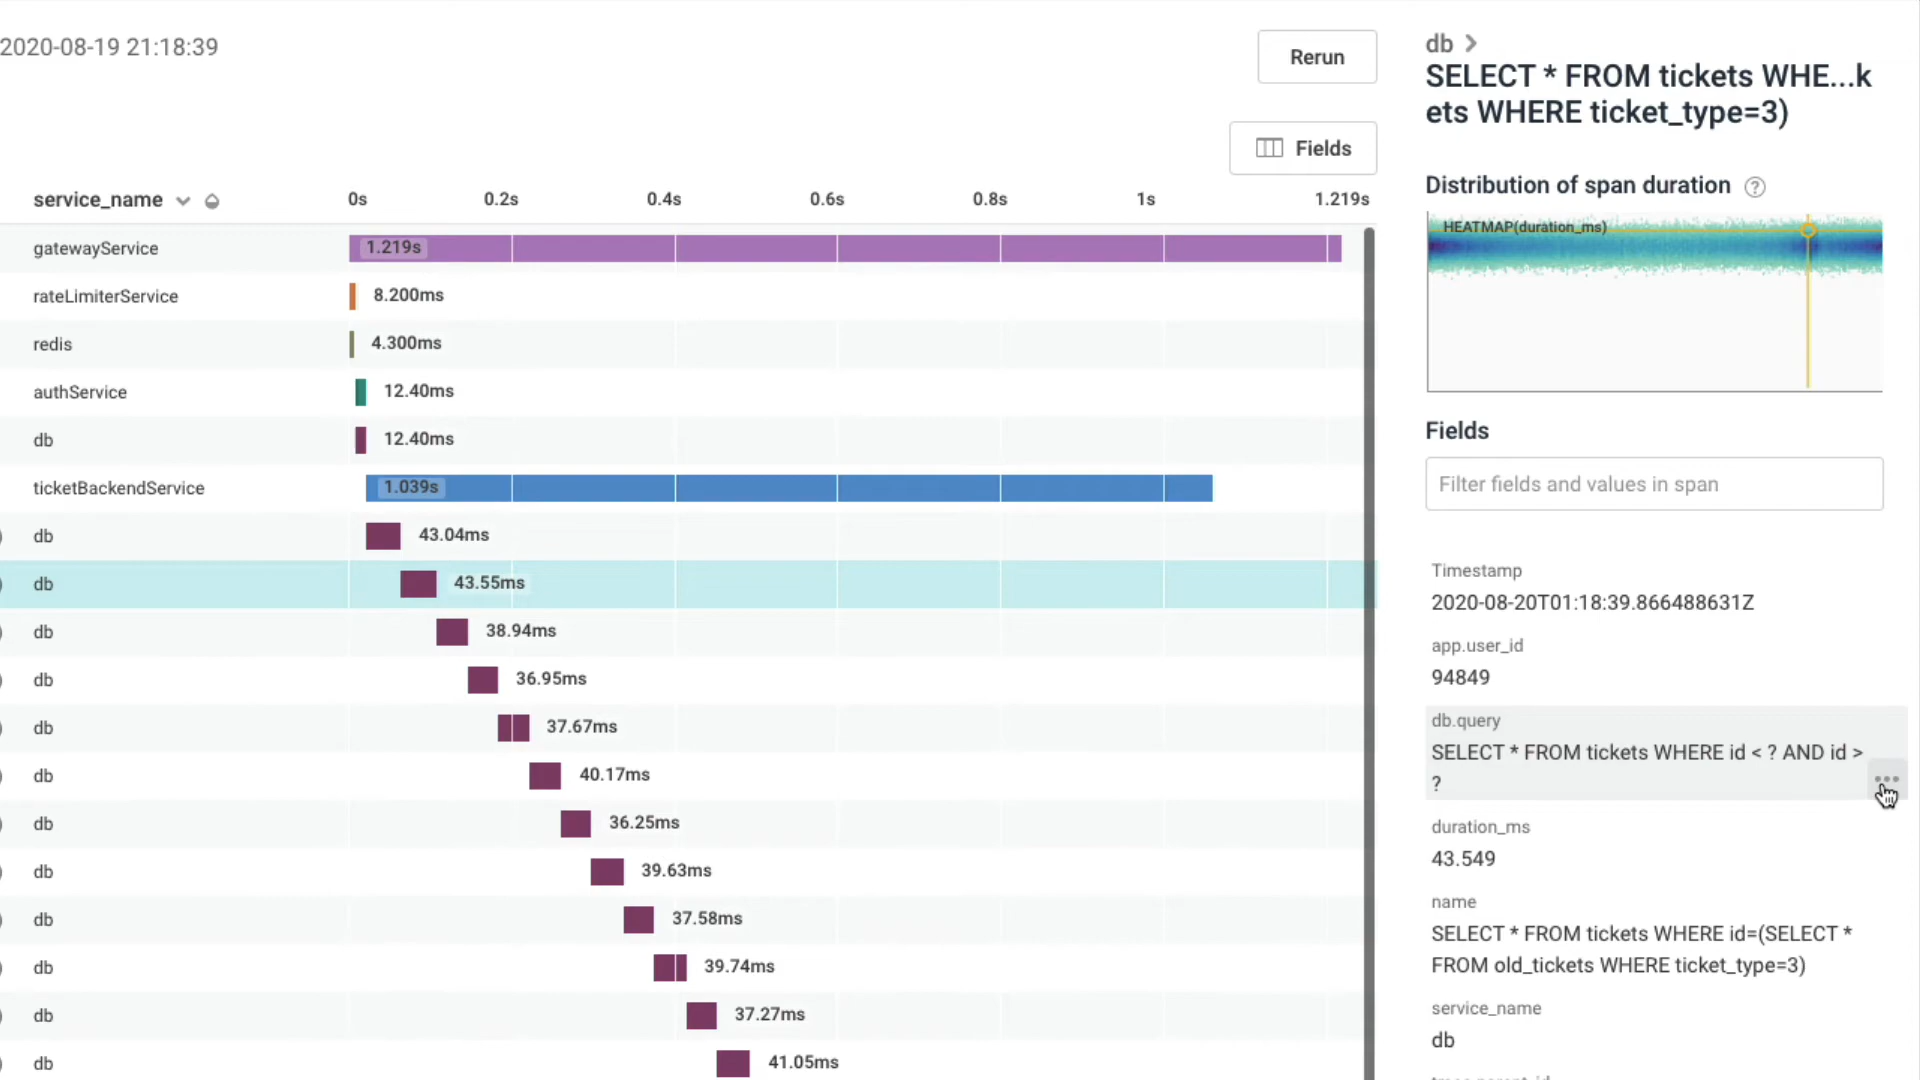 2020-08-19 21:18:39
Rerun
Fields
service_name
0s
0.2s
0.4s
0.6s
0.8s
1s
1.219s
gatewayService
1.219s
rateLimiterService
8.200ms
redis
4.300ms
authService
12.40ms
db
12.40ms
ticketBackendService
1.039s
db
43.04ms
db
43.55ms
db
38.94ms
db
36.95ms
db
37.67ms
db
40.17ms
db
36.25ms
db
39.63ms
db
37.58ms
db
39.74ms
db
37.27ms
db
41.05ms
db
SELECT * FROM tickets WHE...k
ets WHERE ticket_type=3)
Distribution of span duration
?
HEATMAP(duration_ms)
Fields
Filter fields and values in span
Timestamp
2020-08-20T01:18:39.866488631Z
app.user_id
94849
db.query
SELECT * FROM tickets WHERE id < ? AND id >
?
duration_ms
43.549
name
SELECT * FROM tickets WHERE id=(SELECT *
FROM old_tickets WHERE ticket_type=3)
service_name
db